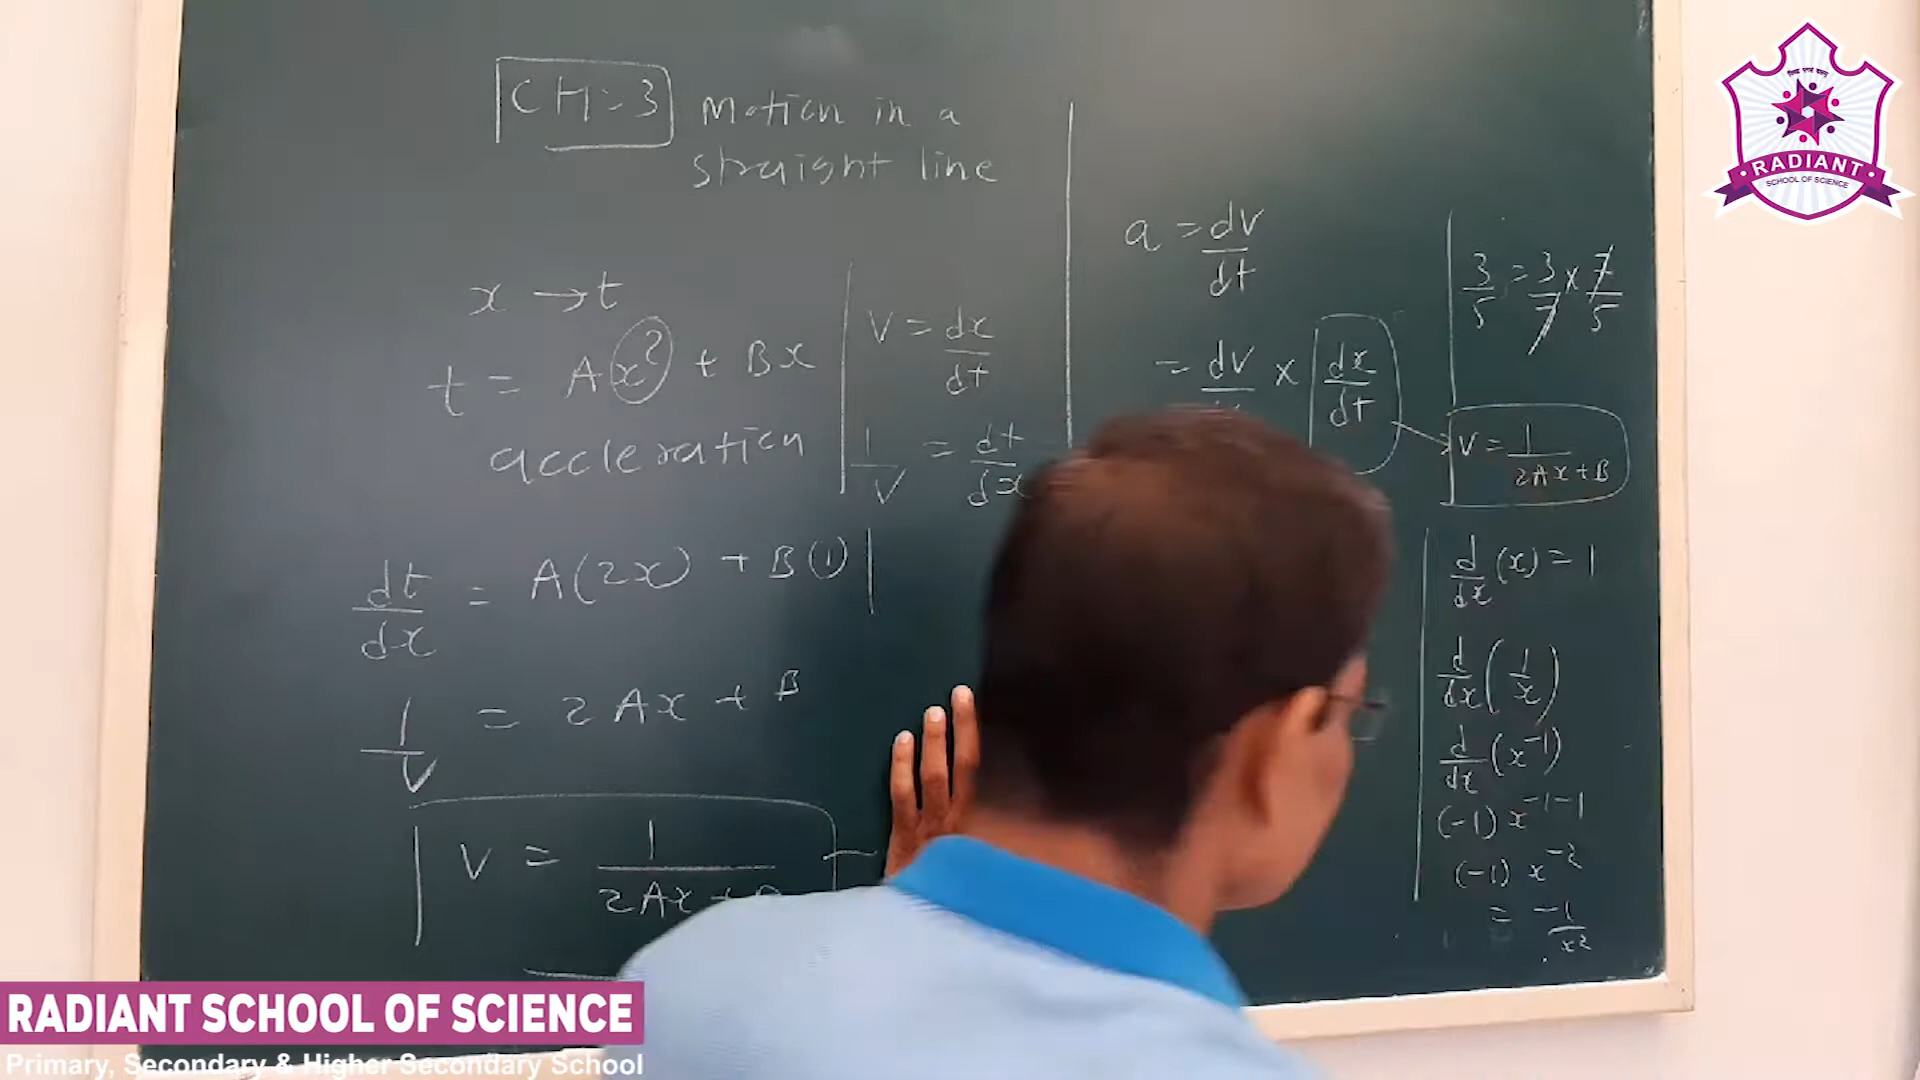 CH:-3 Motion in a
straight line
x → t
t = Ax² + Bx
accleration
dt/dx = A(2x) + B(1)
1/v = 2Ax + B
V = 1/2Ax +
V = dx/dt
1/v = dt/dx
a = dv/dt
= dv/ × dx/dt
3/5 = 3/7 x 7/5
V = 1/2Ax+B
d/dx (x) = 1
d/dx (1/x)
d/dx (x⁻¹)
(-1) x⁻¹⁻¹
(-1) x⁻²
= -1/x²
RADIANT
SCHOOL OF SCIENCE
RADIANT SCHOOL OF SCIENCE
Primary, Secondary & Higher Secondary School